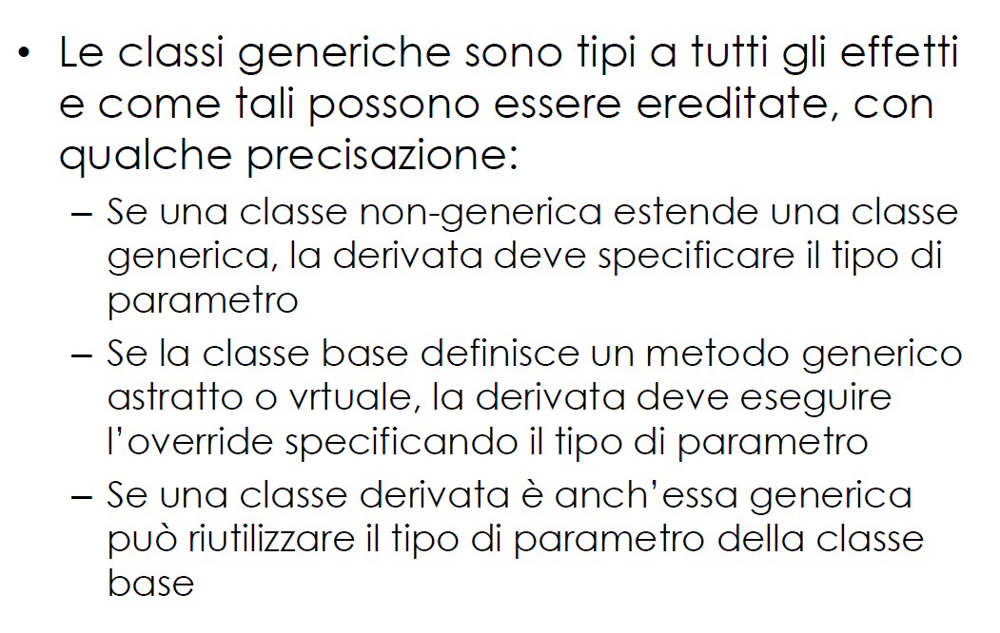 • Le classi generiche sono tipi a tutti gli effetti
e come tali possono essere ereditate, con
qualche precisazione:
– Se una classe non-generica estende una classe
generica, la derivata deve specificare il tipo di
parametro
– Se la classe base definisce un metodo generico
astratto o vrtuale, la derivata deve eseguire
l’override specificando il tipo di parametro
– Se una classe derivata è anch’essa generica
può riutilizzare il tipo di parametro della classe
base